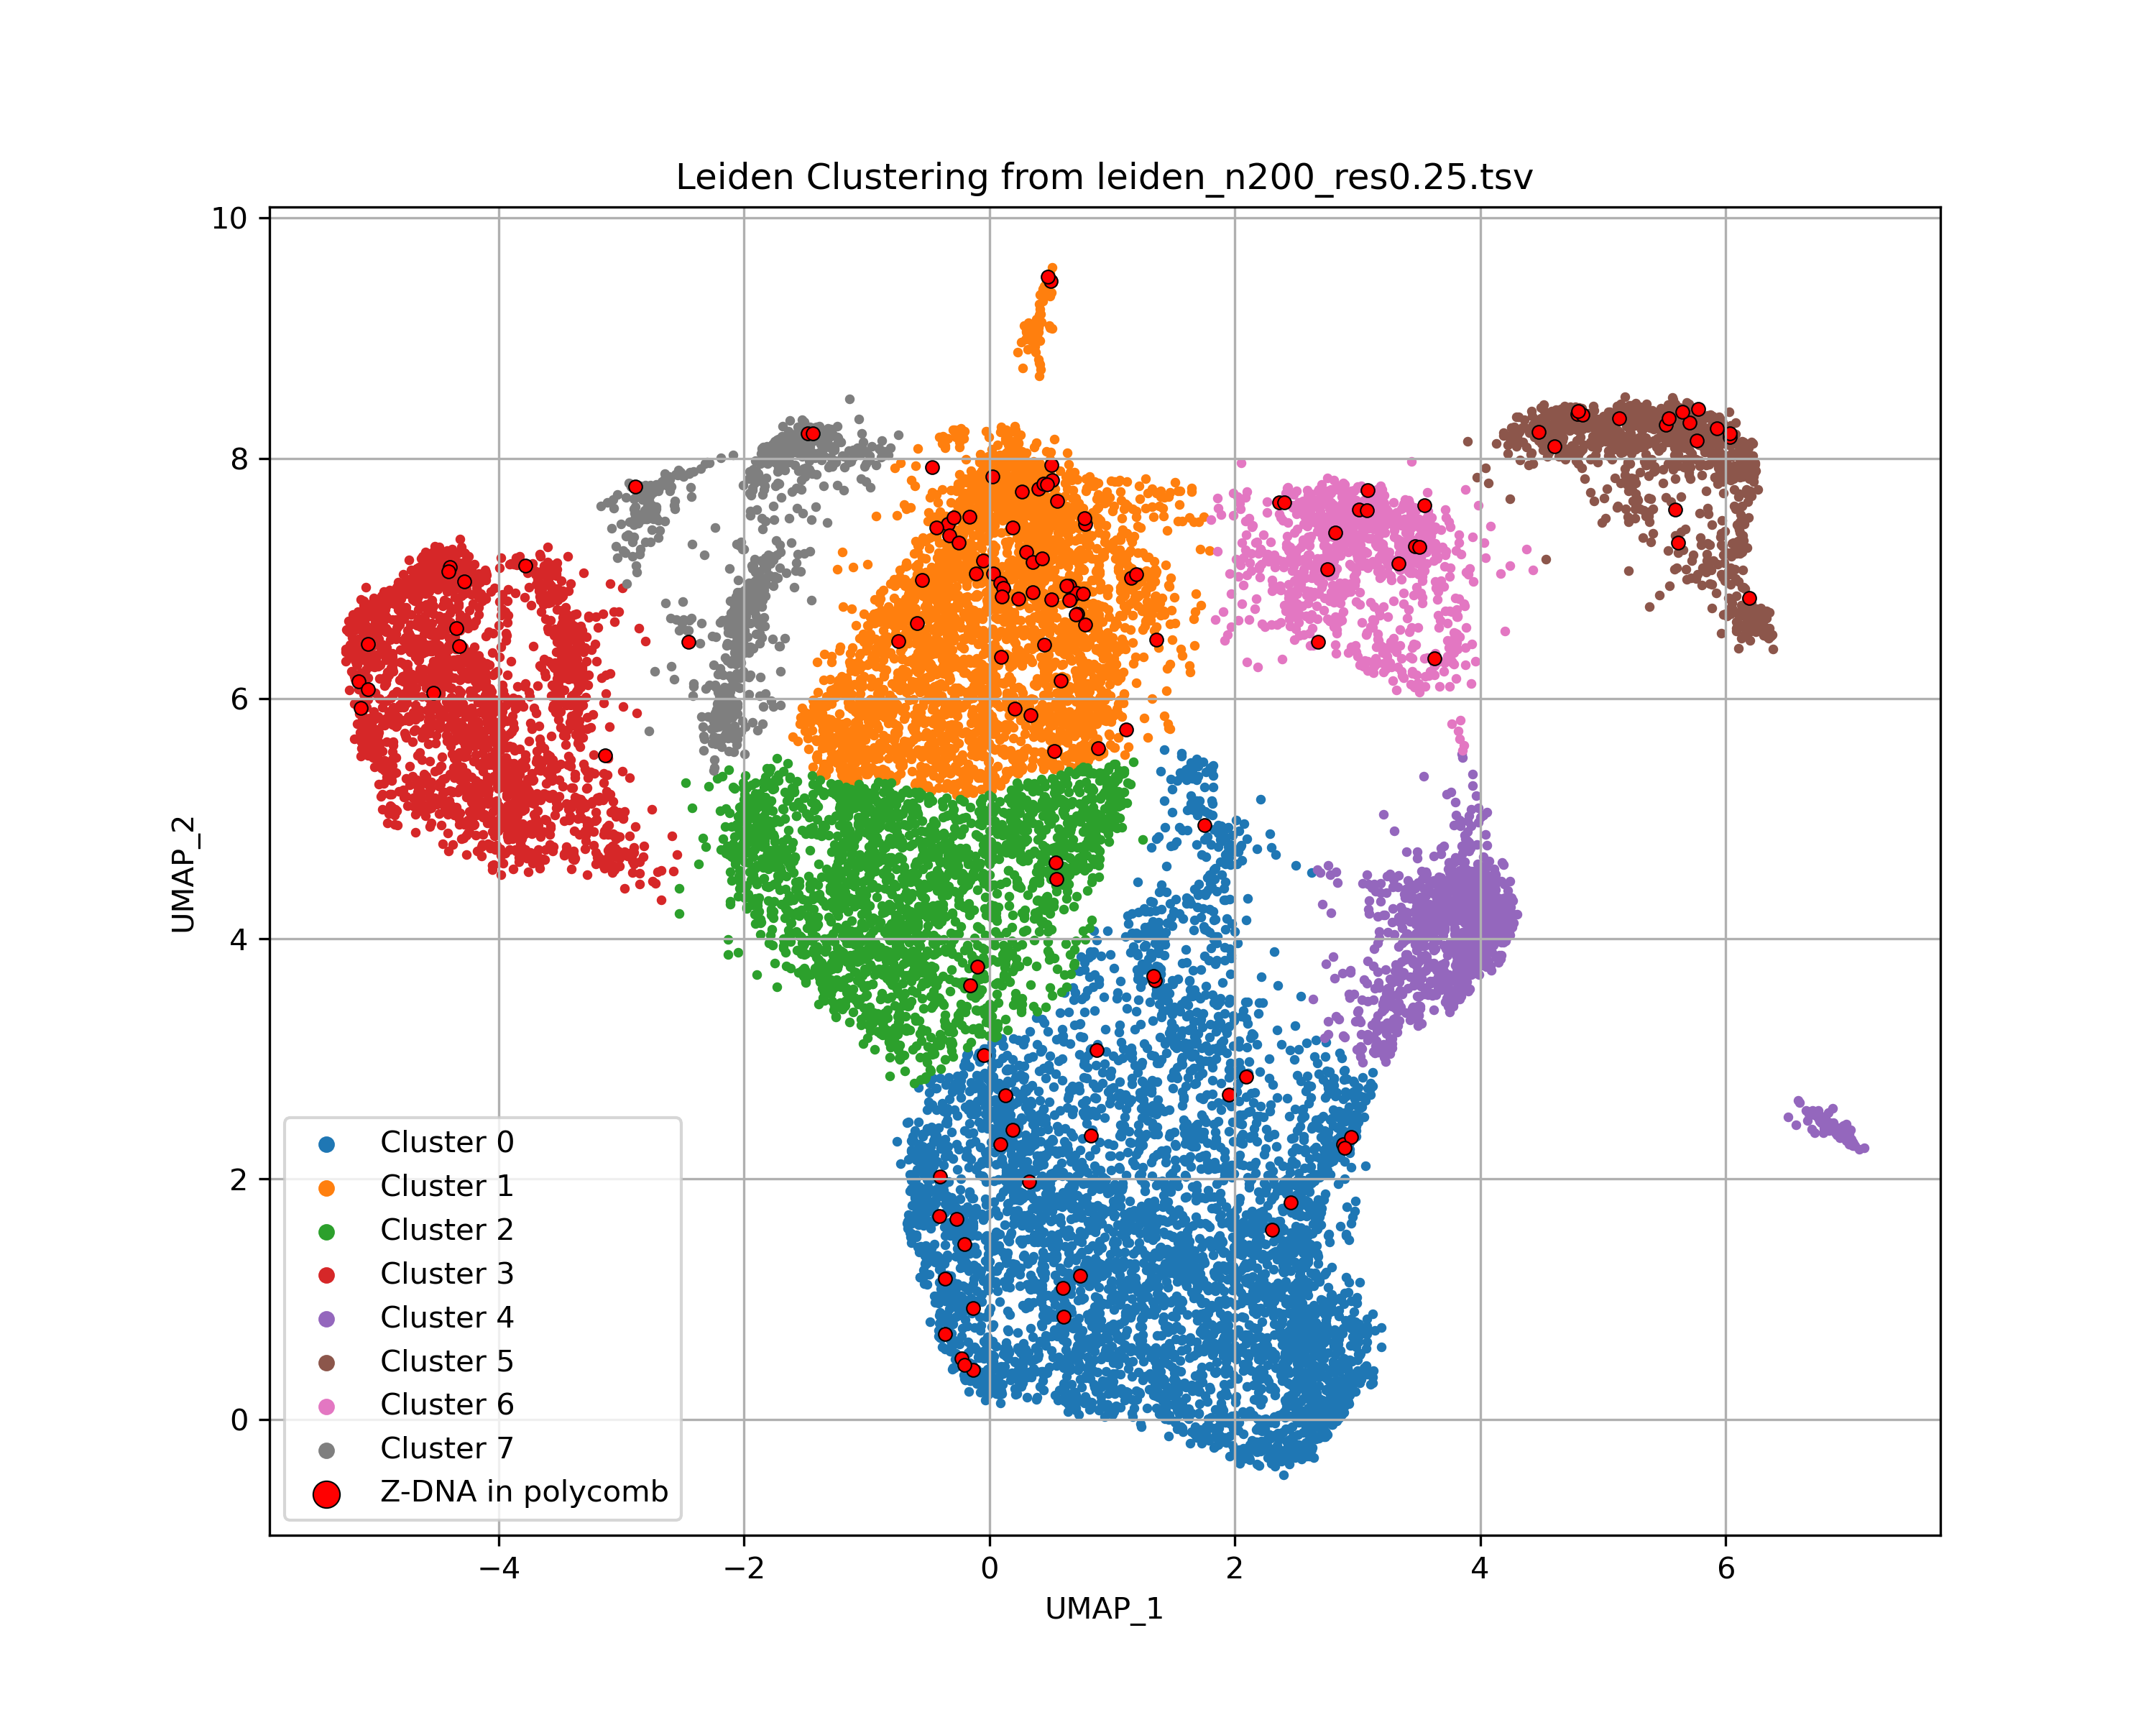 Leiden Clustering from leiden_n200_res0.25.tsv
10
8
6
4
2
0
UMAP_2
Cluster 0
Cluster 1
Cluster 2
Cluster 3
Cluster 4
Cluster 5
Cluster 6
Cluster 7
Z-DNA in polycomb
−4 −2 0 2 4 6
UMAP_1